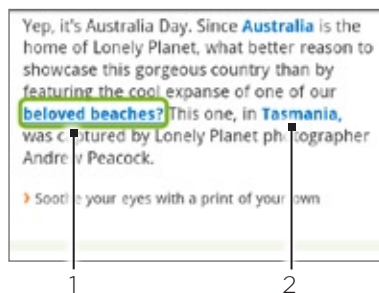 Yep, it's Australia Day. Since Australia is the
home of Lonely Planet, what better reason to
showcase this gorgeous country than by
featuring the cool expanse of one of our
beloved beaches? This one, in Tasmania,
was captured by Lonely Planet photographer
Andrew Peacock.
› Soothe your eyes with a print of your own
1 2